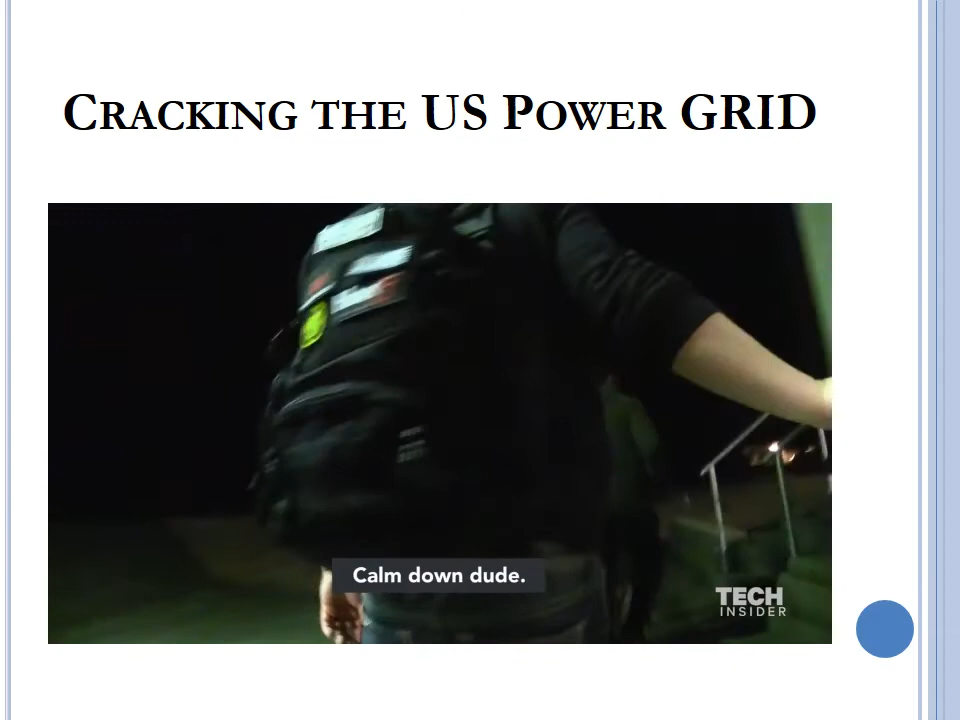 CRACKING THE US POWER GRID
Calm down dude.
TECH
INSIDER